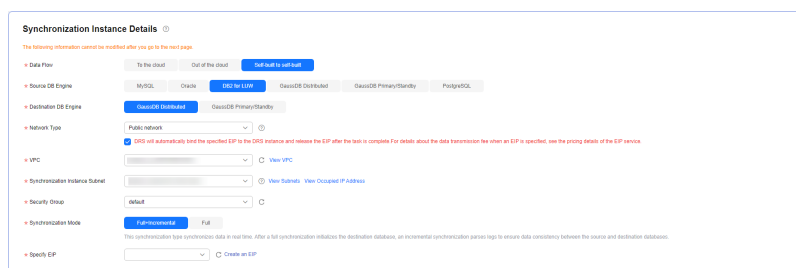 Synchronization Instance Details
The following information cannot be modified after you go to the next page.
* Data Flow To the cloud Out of the cloud Self-built to self-built
* Source DB Engine MySQL Oracle DB2 for LUW GaussDB Distributed GaussDB Primary/Standby PostgreSQL
* Destination DB Engine GaussDB Distributed GaussDB Primary/Standby
* Network Type Public network
DRS will automatically bind the specified EIP to the DRS instance and release the EIP after the task is complete.For details about the data transmission fee when an EIP is specified, see the pricing details of the EIP service.
* VPC View VPC
* Synchronization Instance Subnet View Subnets View Occupied IP Address
* Security Group default
* Synchronization Mode Full+Incremental Full
This synchronization type synchronizes data in real time. After a full synchronization initializes the destination database, an incremental synchronization parses logs to ensure data consistency between the source and destination databases.
* Specify EIP Create an EIP